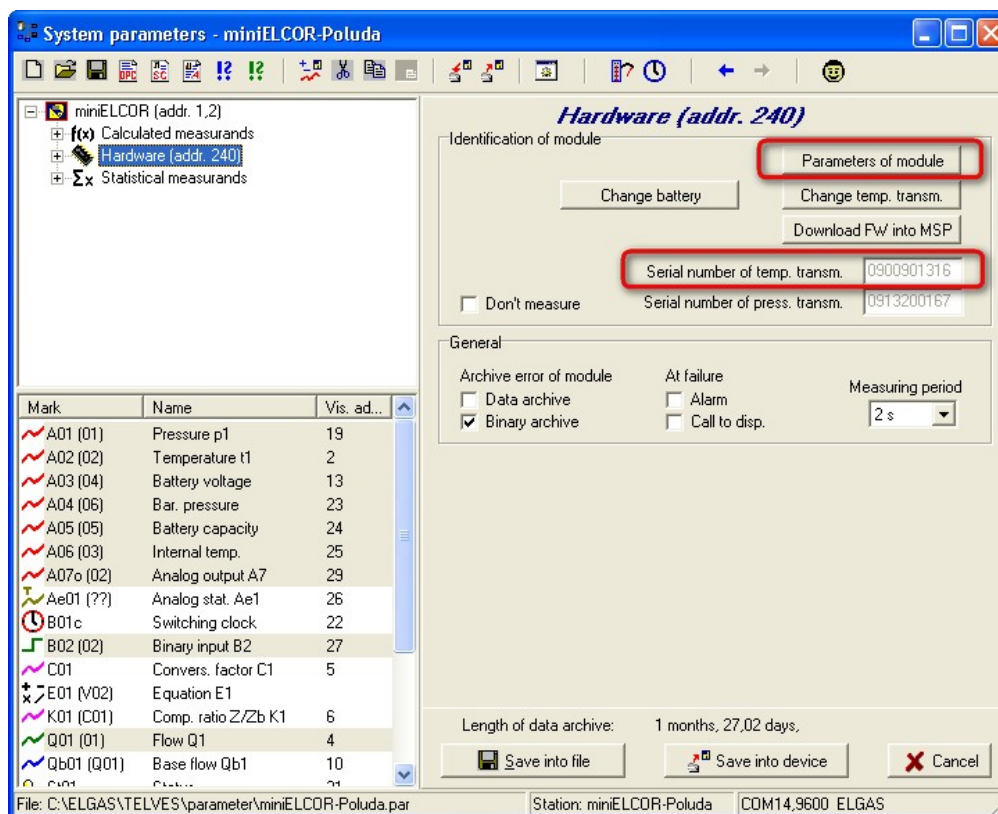 System parameters - miniELCOR-Poluda
miniELCOR (addr. 1,2)
f(x) Calculated measurands
Hardware (addr. 240)
Σx Statistical measurands
Mark Name Vis. ad...
A01 (01) Pressure p1 19
A02 (02) Temperature t1 2
A03 (04) Battery voltage 13
A04 (06) Bar. pressure 23
A05 (05) Battery capacity 24
A06 (03) Internal temp. 25
A07o (02) Analog output A7 29
Ae01 (??) Analog stat. Ae1 26
B01c Switching clock 22
B02 (02) Binary input B2 27
C01 Convers. factor C1 5
E01 (V02) Equation E1
K01 (C01) Comp. ratio Z/Zb K1 6
Q01 (01) Flow Q1 4
Qb01 (Q01) Base flow Qb1 10
Hardware (addr. 240)
Identification of module
Parameters of module
Change battery Change temp. transm.
Download FW into MSP
Serial number of temp. transm. 0900901316
Don't measure Serial number of press. transm. 0913200167
General
Archive error of module At failure
Measuring period
Data archive Alarm
2 s
Binary archive Call to disp.
Length of data archive: 1 months, 27,02 days,
Save into file Save into device Cancel
File: C:\ELGAS\TELVES\parameter\miniELCOR-Poluda.par Station: miniELCOR-Poluda COM14,9600 ELGAS